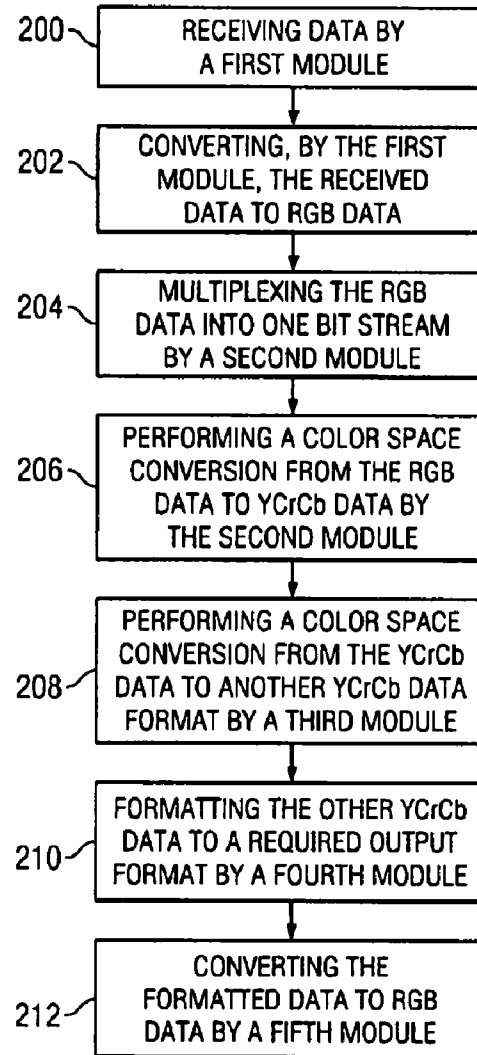 200
RECEIVING DATA BY
A FIRST MODULE
202
CONVERTING, BY THE FIRST
MODULE, THE RECEIVED
DATA TO RGB DATA
204
MULTIPLEXING THE RGB
DATA INTO ONE BIT STREAM
BY A SECOND MODULE
206
PERFORMING A COLOR SPACE
CONVERSION FROM THE RGB
DATA TO YCrCb DATA BY
THE SECOND MODULE
208
PERFORMING A COLOR SPACE
CONVERSION FROM THE YCrCb
DATA TO ANOTHER YCrCb DATA
FORMAT BY A THIRD MODULE
210
FORMATTING THE OTHER YCrCb
DATA TO A REQUIRED OUTPUT
FORMAT BY A FOURTH MODULE
212
CONVERTING THE
FORMATTED DATA TO RGB
DATA BY A FIFTH MODULE